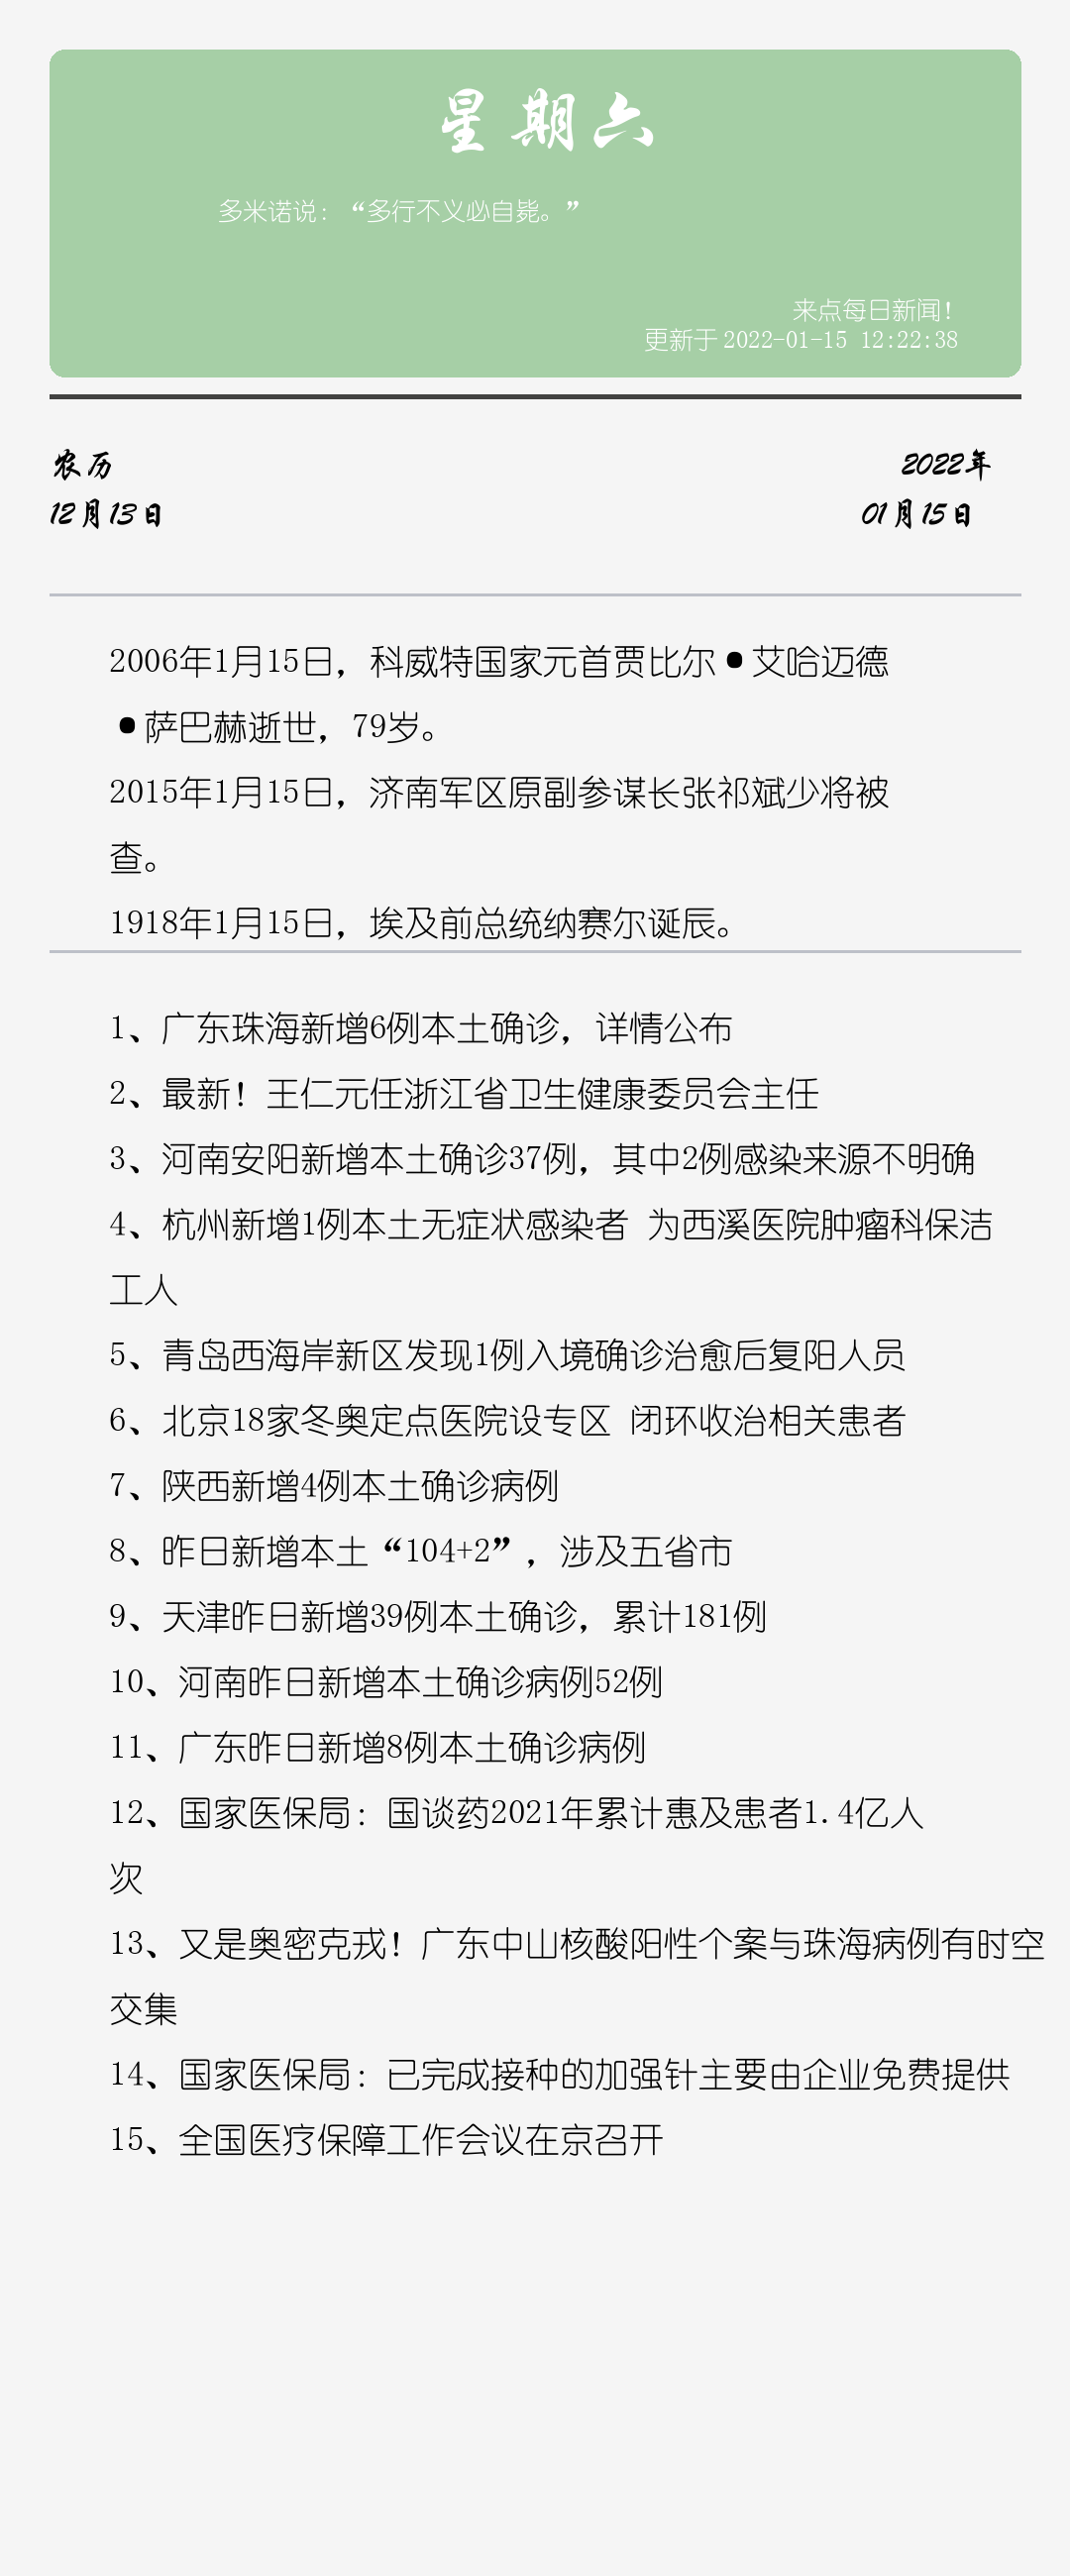 星期六
多米诺说：“多行不义必自毙。”
来点每日新闻！
更新于 2022-01-15 12:22:38
农历
2022年
12月13日
01月15日
2006年1月15日，科威特国家元首贾比尔•艾哈迈德
•萨巴赫逝世，79岁。
2015年1月15日，济南军区原副参谋长张祁斌少将被
查。
1918年1月15日，埃及前总统纳赛尔诞辰。
1、广东珠海新增6例本土确诊，详情公布
2、最新！王仁元任浙江省卫生健康委员会主任
3、河南安阳新增本土确诊37例，其中2例感染来源不明确
4、杭州新增1例本土无症状感染者 为西溪医院肿瘤科保洁
工人
5、青岛西海岸新区发现1例入境确诊治愈后复阳人员
6、北京18家冬奥定点医院设专区 闭环收治相关患者
7、陕西新增4例本土确诊病例
8、昨日新增本土“104+2”，涉及五省市
9、天津昨日新增39例本土确诊，累计181例
10、河南昨日新增本土确诊病例52例
11、广东昨日新增8例本土确诊病例
12、国家医保局：国谈药2021年累计惠及患者1.4亿人
次
13、又是奥密克戎！广东中山核酸阳性个案与珠海病例有时空
交集
14、国家医保局：已完成接种的加强针主要由企业免费提供
15、全国医疗保障工作会议在京召开